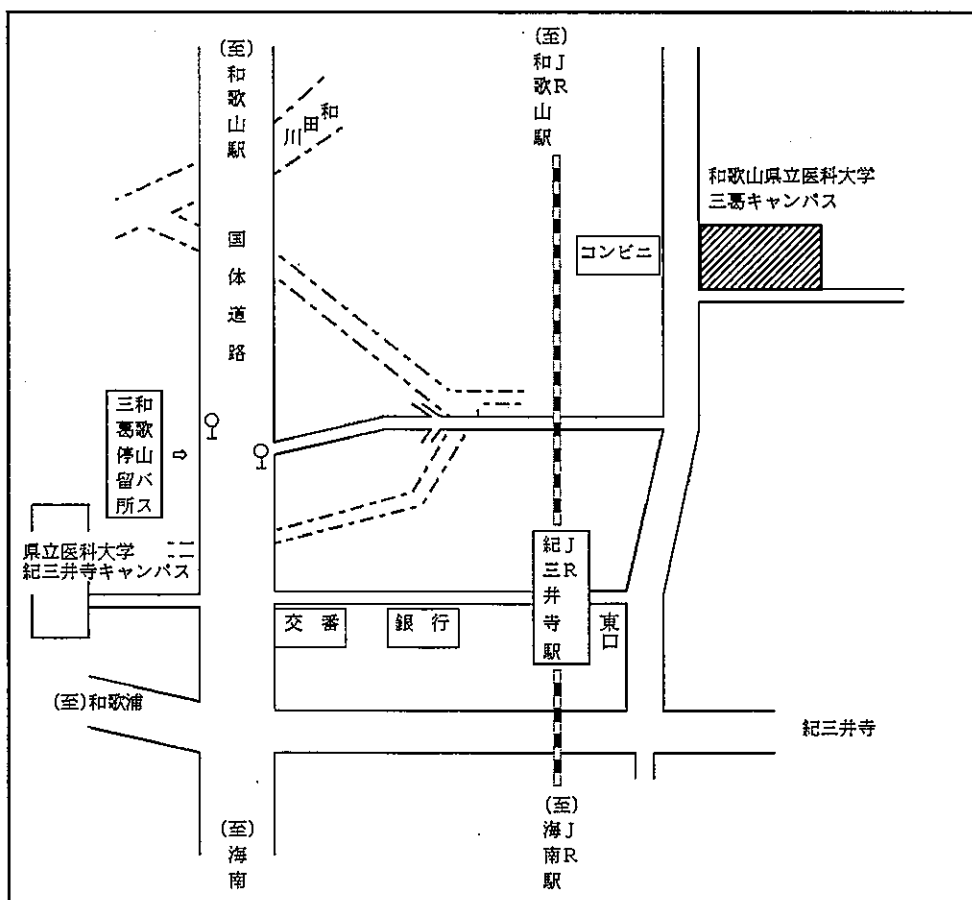 (至)和歌山駅
(至)JR和歌山駅
和田川
和歌山県立医科大学
三葛キャンパス
国体道路
コンビニ
和歌山バス
三葛停留所
⇨
県立医科大学
紀三井寺キャンパス
JR
紀三井寺駅
東口
交番
銀行
(至)和歌浦
紀三井寺
(至)海南
(至)JR海南駅